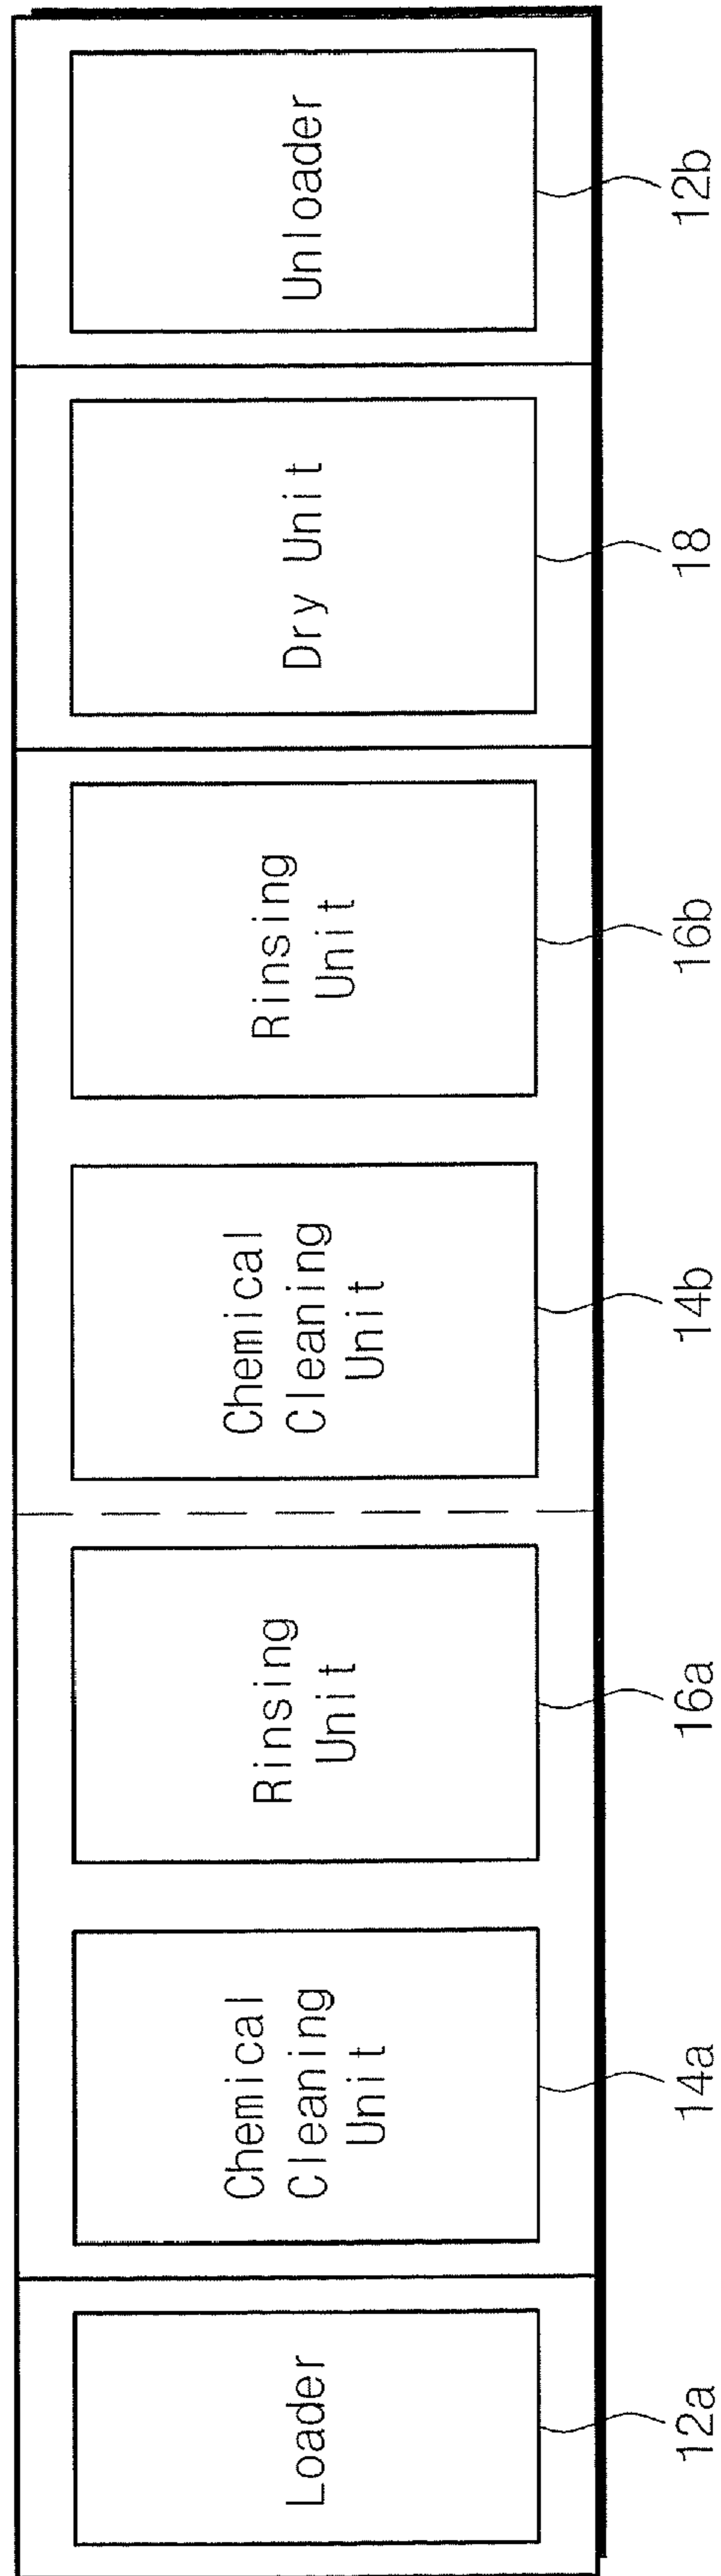 Loader
Chemical
Cleaning
Unit
Rinsing
Unit
Chemical
Cleaning
Unit
Rinsing
Unit
Dry Unit
Unloader
12a
14a
16a
14b
16b
18
12b